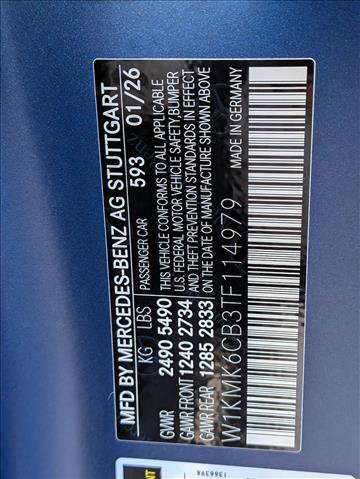 MFD BY MERCEDES-BENZ AG STUTTGART
PASSENGER CAR 593 01/26
KG LBS
GVWR 2490 5490
GAWR FRONT 1240 2734
GAWR REAR 1285 2833
THIS VEHICLE CONFORMS TO ALL APPLICABLE
U.S. FEDERAL MOTOR VEHICLE SAFETY, BUMPER
AND THEFT PREVENTION STANDARDS IN EFFECT
ON THE DATE OF MANUFACTURE SHOWN ABOVE
MADE IN GERMANY
W1KMK6CB3TF114979
1366398